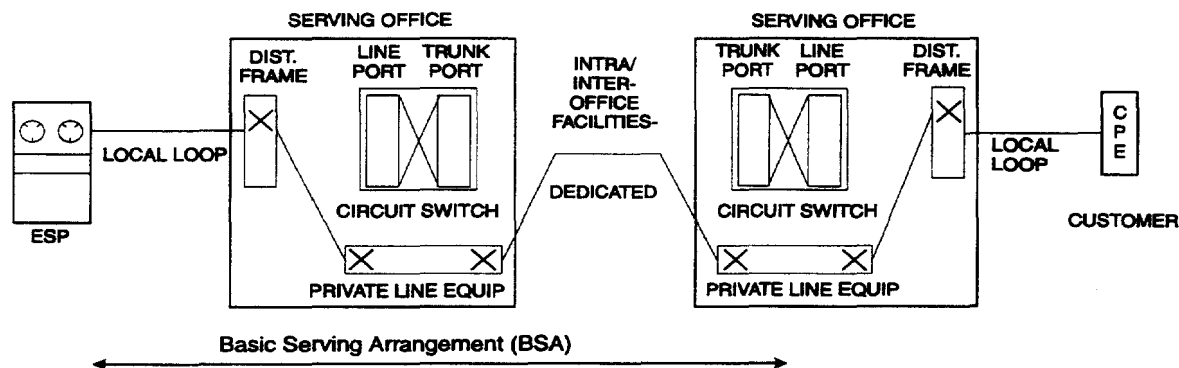 SERVING OFFICE
DIST.
FRAME
LINE
PORT
TRUNK
PORT
LOCAL LOOP
ESP
CIRCUIT SWITCH
PRIVATE LINE EQUIP
INTRA/
INTER-
OFFICE
FACILITIES-
DEDICATED
SERVING OFFICE
TRUNK
PORT
LINE
PORT
DIST.
FRAME
CIRCUIT SWITCH
PRIVATE LINE EQUIP
LOCAL
LOOP
C
P
E
CUSTOMER
Basic Serving Arrangement (BSA)